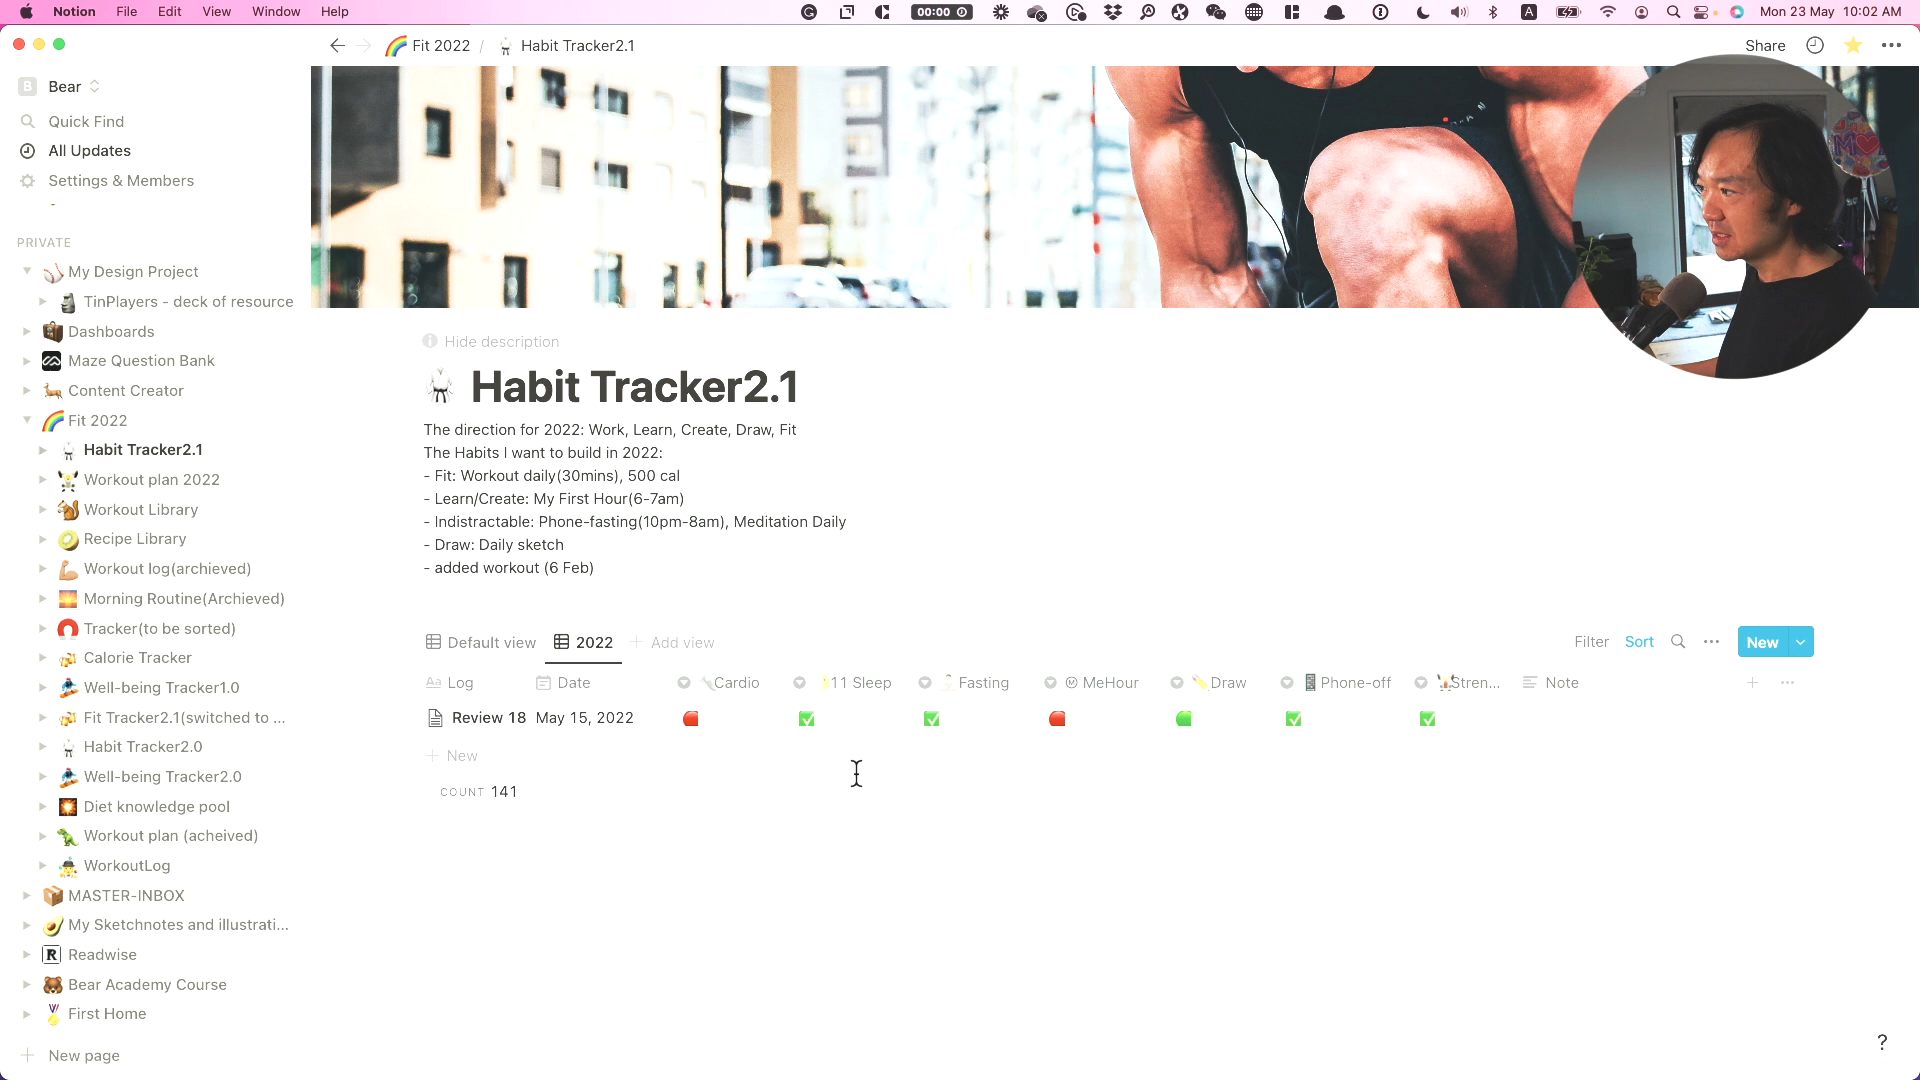 Notion File Edit View Window Help 00:00 A Mon 23 May 10:02 AM
Fit 2022 / Habit Tracker2.1 Share
B Bear
Quick Find
All Updates
Settings & Members
PRIVATE
My Design Project
TinPlayers - deck of resource
Dashboards
Maze Question Bank
Content Creator
Fit 2022
Habit Tracker2.1
Workout plan 2022
Workout Library
Recipe Library
Workout log(archieved)
Morning Routine(Archieved)
Tracker(to be sorted)
Calorie Tracker
Well-being Tracker1.0
Fit Tracker2.1(switched to ...
Habit Tracker2.0
Well-being Tracker2.0
Diet knowledge pool
Workout plan (acheived)
WorkoutLog
MASTER-INBOX
My Sketchnotes and illustrati...
R Readwise
Bear Academy Course
First Home
New page
Hide description
Habit Tracker2.1
The direction for 2022: Work, Learn, Create, Draw, Fit
The Habits I want to build in 2022:
- Fit: Workout daily(30mins), 500 cal
- Learn/Create: My First Hour(6-7am)
- Indistractable: Phone-fasting(10pm-8am), Meditation Daily
- Draw: Daily sketch
- added workout (6 Feb)
Default view 2022 + Add view Filter Sort ... New
Aa Log Date Cardio 11 Sleep Fasting Ⓜ MeHour Draw Phone-off Stren... Note + ...
Review 18 May 15, 2022
+ New
COUNT 141
?